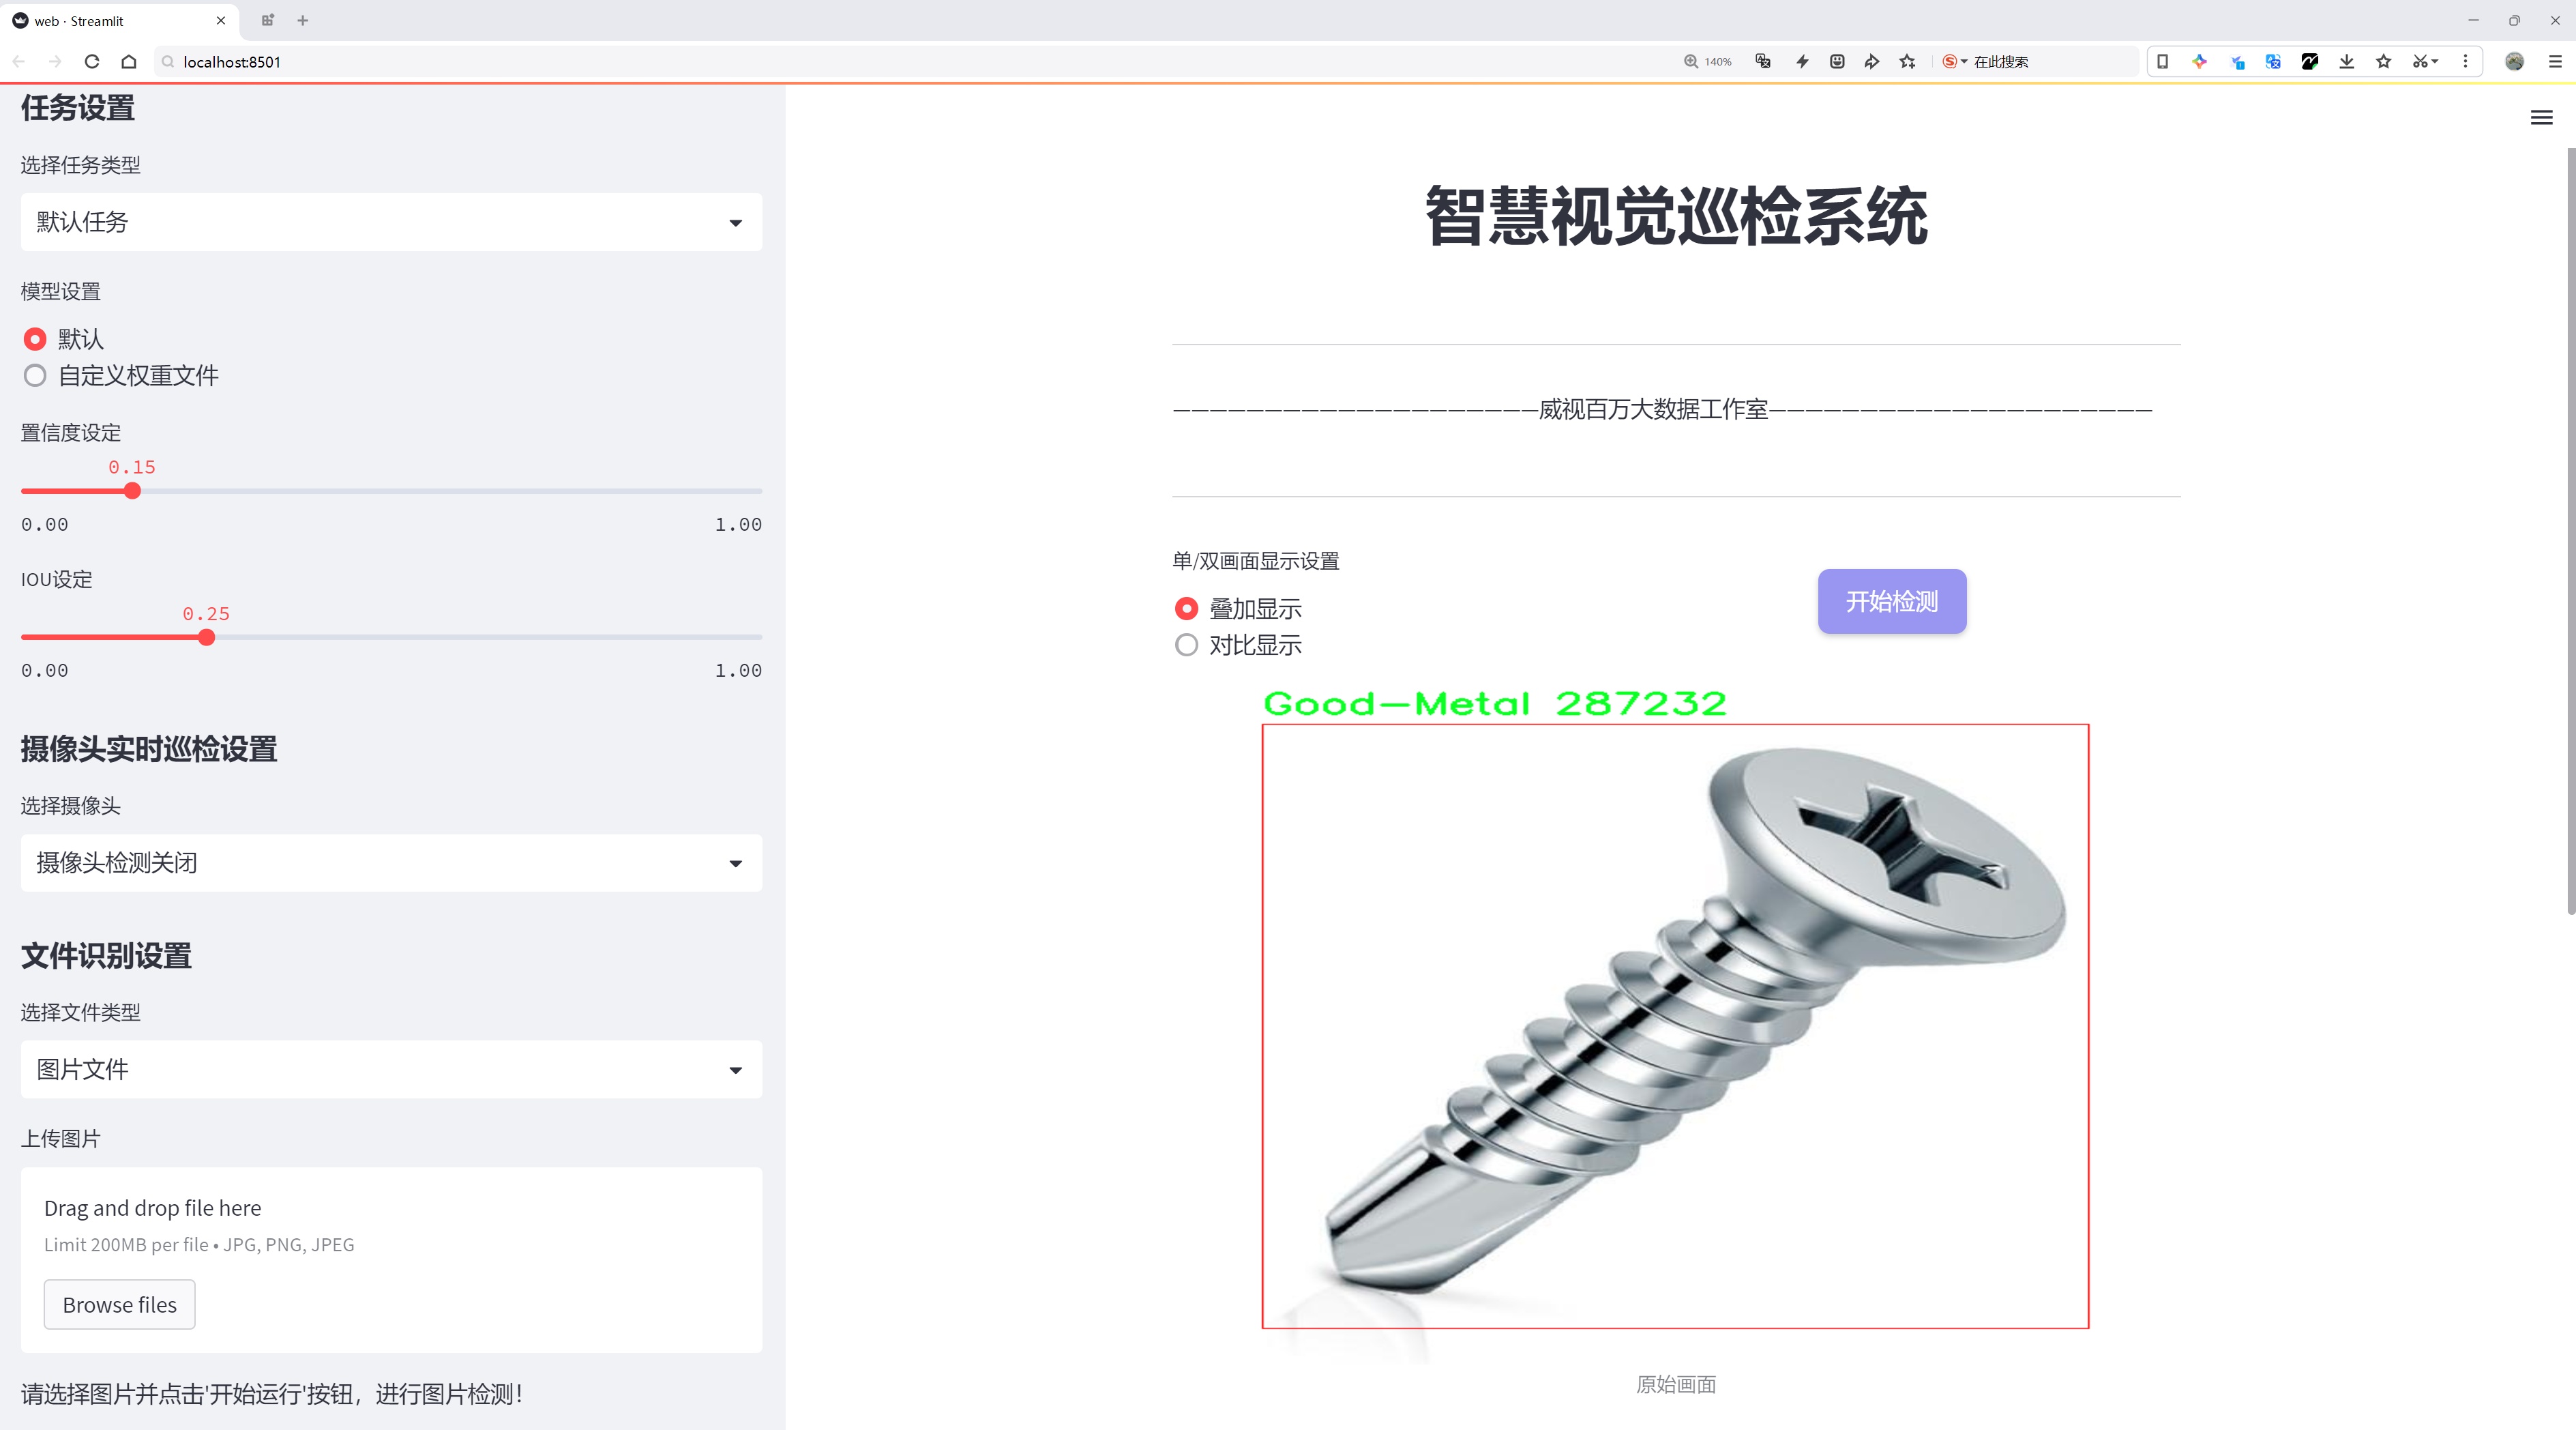 web · Streamlit
localhost:8501
140%
在此搜索
任务设置
选择任务类型
默认任务
模型设置
默认
自定义权重文件
置信度设定
0.15
0.00 1.00
IOU设定
0.25
0.00 1.00
摄像头实时巡检设置
选择摄像头
摄像头检测关闭
文件识别设置
选择文件类型
图片文件
上传图片
Drag and drop file here
Limit 200MB per file • JPG, PNG, JPEG
Browse files
请选择图片并点击'开始运行'按钮，进行图片检测！
智慧视觉巡检系统
————————————————————威视百万大数据工作室—————————————————————
单/双画面显示设置
叠加显示
对比显示
开始检测
Good-Metal 287232
原始画面